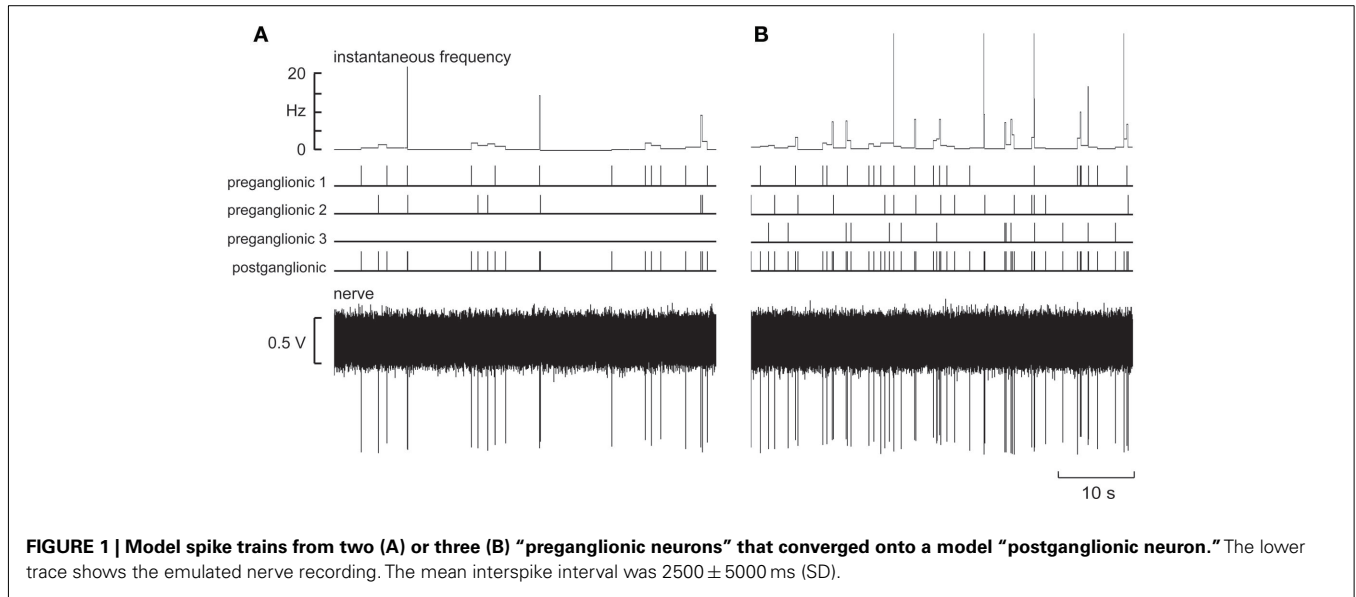 A
B
instantaneous frequency
20
Hz
0
preganglionic 1
preganglionic 2
preganglionic 3
postganglionic
nerve
0.5 V
10 s
FIGURE 1 | Model spike trains from two (A) or three (B) “preganglionic neurons” that converged onto a model “postganglionic neuron.” The lower
trace shows the emulated nerve recording. The mean interspike interval was 2500 ± 5000 ms (SD).